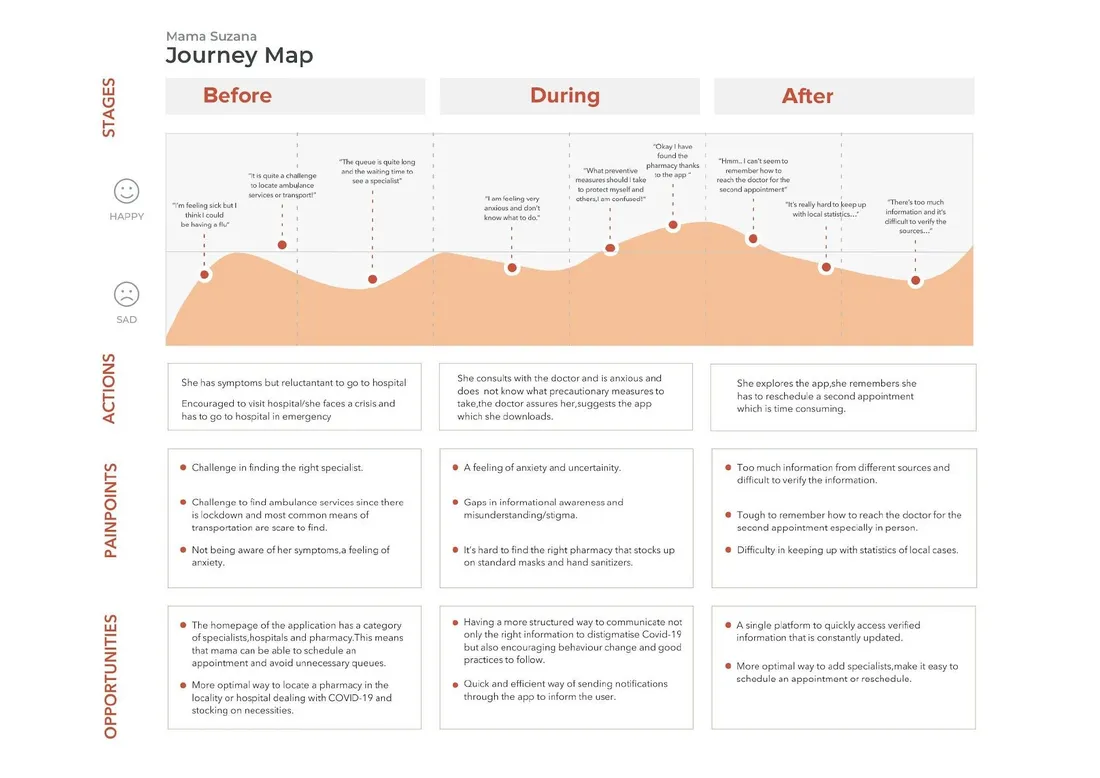 Mama Suzana
Journey Map
STAGES
Before
During
After
HAPPY
SAD
"I'm feeling sick but I
think I could
be having a flu"
"it is quite a challenge
to locate ambulance
services or transport!"
"The queue is quite long
and the waiting time to
see a specialist"
"I am feeling very
anxious and don't
know what to do."
"What preventive
measures should I take
to protect myself and
others,I am confused!"
"Okay I have
found the
pharmacy thanks
to the app "
"Hmm.. I can't seem to
remember how to
reach the doctor for the
second appointment"
"It's really hard to keep up
with local statistics..."
"There's too much
information and it's
difficult to verify the
sources..."
ACTIONS
She has symptoms but reluctantant to go to hospital
Encouraged to visit hospital/she faces a crisis and
has to go to hospital in emergency
She consults with the doctor and is anxious and
does not know what precautionary measures to
take,the doctor assures her,suggests the app
which she downloads.
She explores the app,she remembers she
has to reschedule a second appointment
which is time consuming.
PAINPOINTS
Challenge in finding the right specialist.
Challenge to find ambulance services since there
is lockdown and most common means of
transportation are scare to find.
Not being aware of her symptoms,a feeling of
anxiety.
A feeling of anxiety and uncertainity.
Gaps in informational awareness and
misunderstanding/stigma.
It's hard to find the right pharmacy that stocks up
on standard masks and hand sanitizers.
Too much information from different sources and
difficult to verify the information.
Tough to remember how to reach the doctor for the
second appointment especially in person.
Difficulty in keeping up with statistics of local cases.
OPPORTUNITIES
The homepage of the application has a category
of specialists,hospitals and pharmacy.This means
that mama can be able to schedule an
appointment and avoid unnecessary queues.
More optimal way to locate a pharmacy in the
locality or hospital dealing with COVID-19 and
stocking on necessities.
Having a more structured way to communicate not
only the right information to distigmatise Covid-19
but also encouraging behaviour change and good
practices to follow.
Quick and efficient way of sending notifications
through the app to inform the user.
A single platform to quickly access verified
information that is constantly updated.
More optimal way to add specialists,make it easy to
schedule an appointment or reschedule.